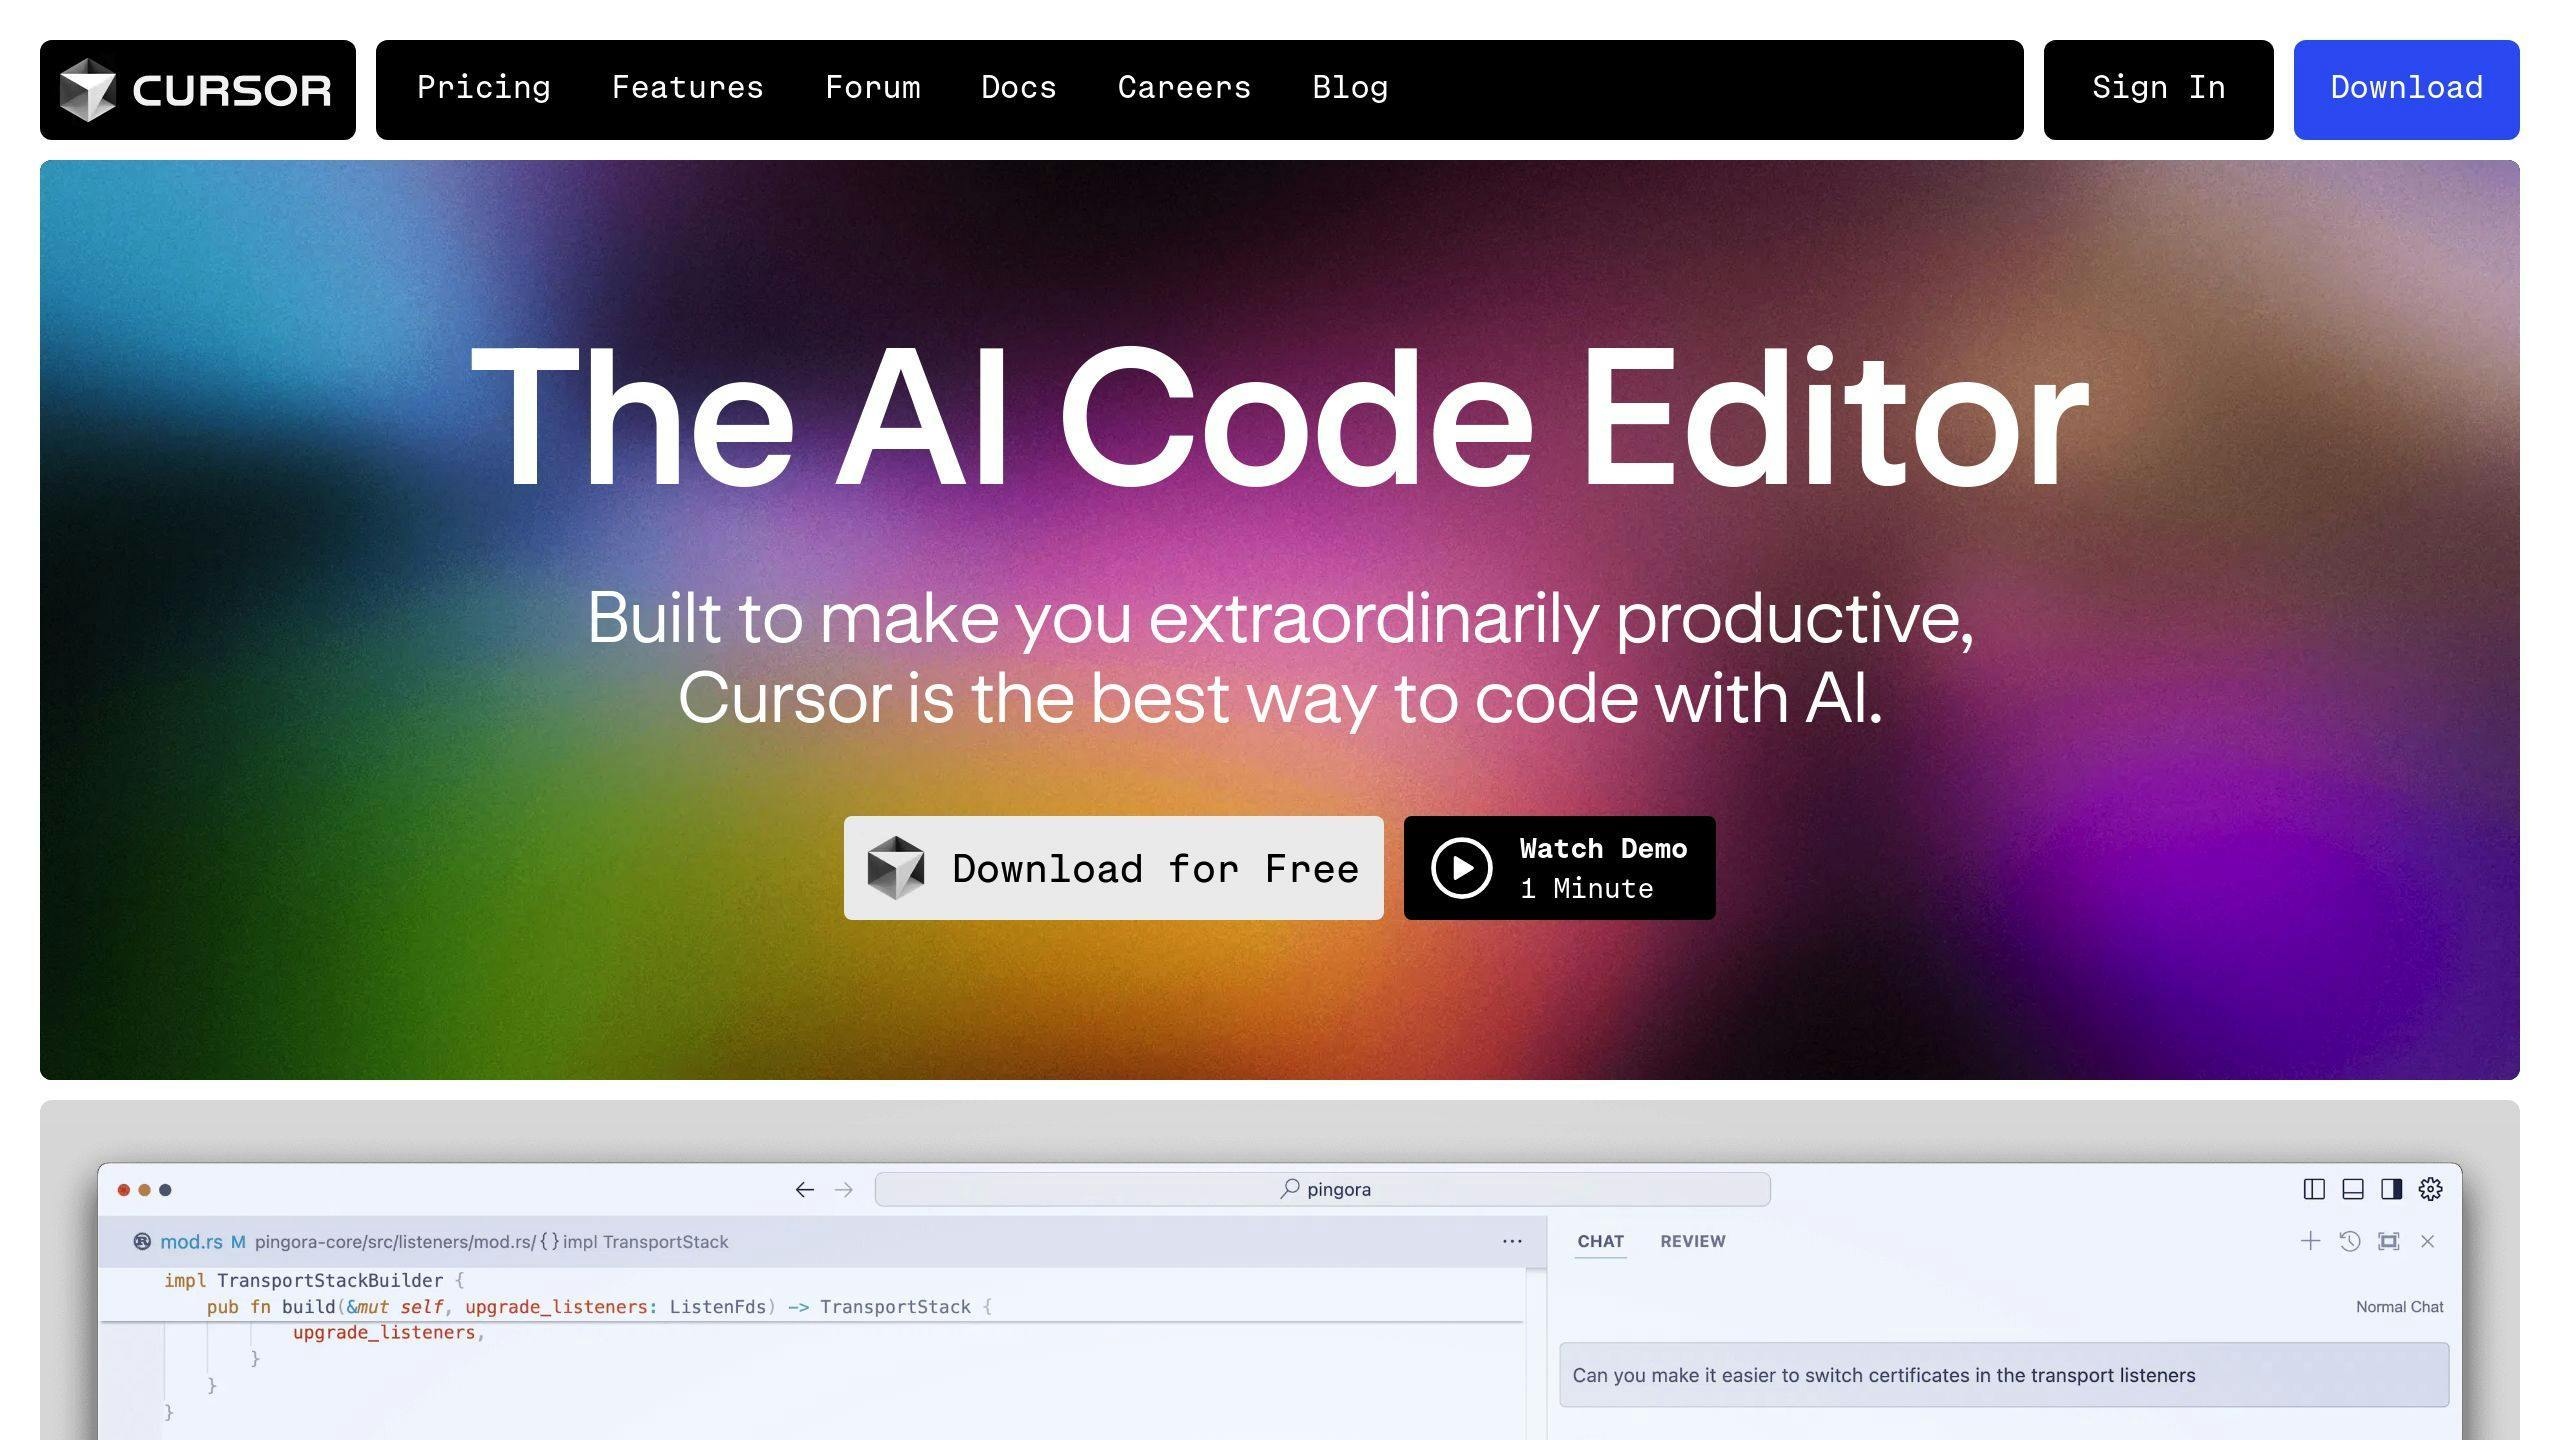 CURSOR
Pricing Features Forum Docs Careers Blog
Sign In
Download
The AI Code Editor
Built to make you extraordinarily productive,
Cursor is the best way to code with AI.
Download for Free
Watch Demo
1 Minute
pingora
mod.rs M pingora-core/src/listeners/mod.rs/{} impl TransportStack
...
impl TransportStackBuilder {
    pub fn build(&mut self, upgrade_listeners: ListenFds) -> TransportStack {
            upgrade_listeners,
        }
    }
}
CHAT REVIEW
Normal Chat
Can you make it easier to switch certificates in the transport listeners